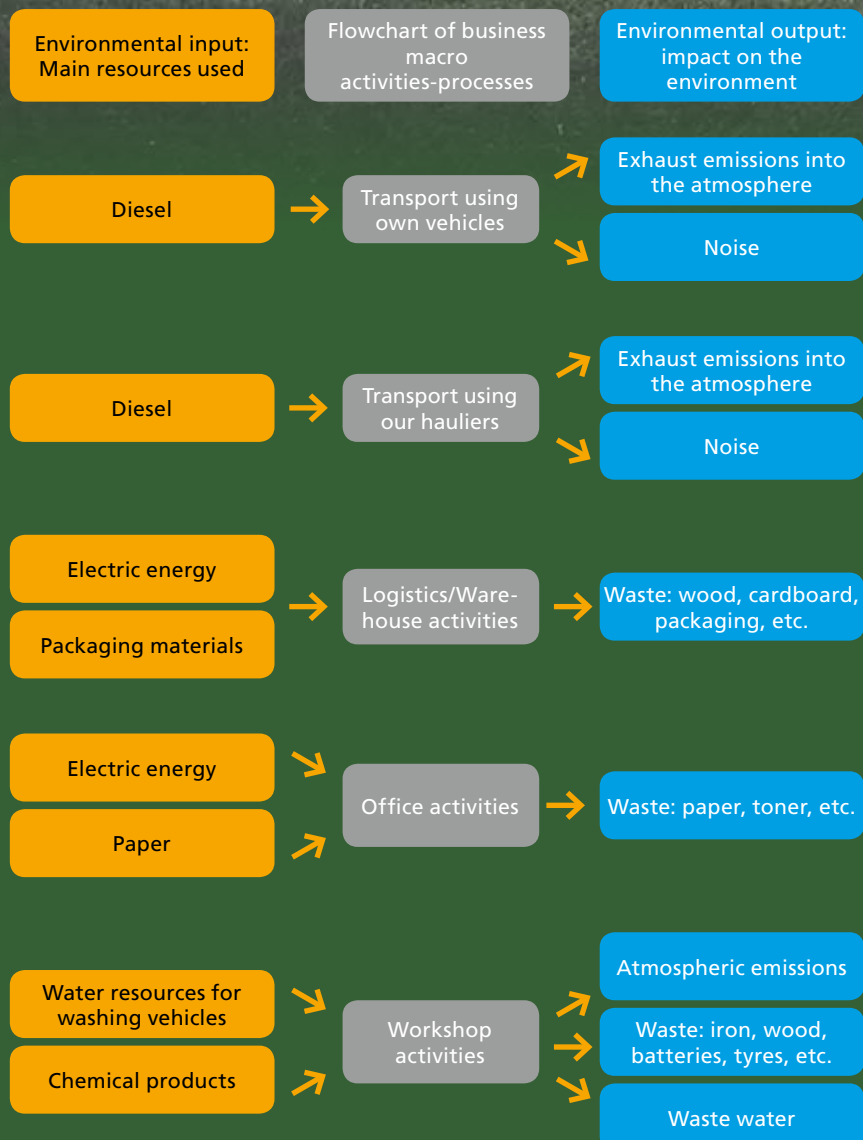 Environmental input:
Main resources used
Flowchart of business
macro
activities-processes
Environmental output:
impact on the
environment
Diesel
Transport using
own vehicles
Exhaust emissions into
the atmosphere
Noise
Diesel
Transport using
our hauliers
Exhaust emissions into
the atmosphere
Noise
Electric energy
Packaging materials
Logistics/Ware-
house activities
Waste: wood, cardboard,
packaging, etc.
Electric energy
Paper
Office activities
Waste: paper, toner, etc.
Water resources for
washing vehicles
Chemical products
Workshop
activities
Atmospheric emissions
Waste: iron, wood,
batteries, tyres, etc.
Waste water